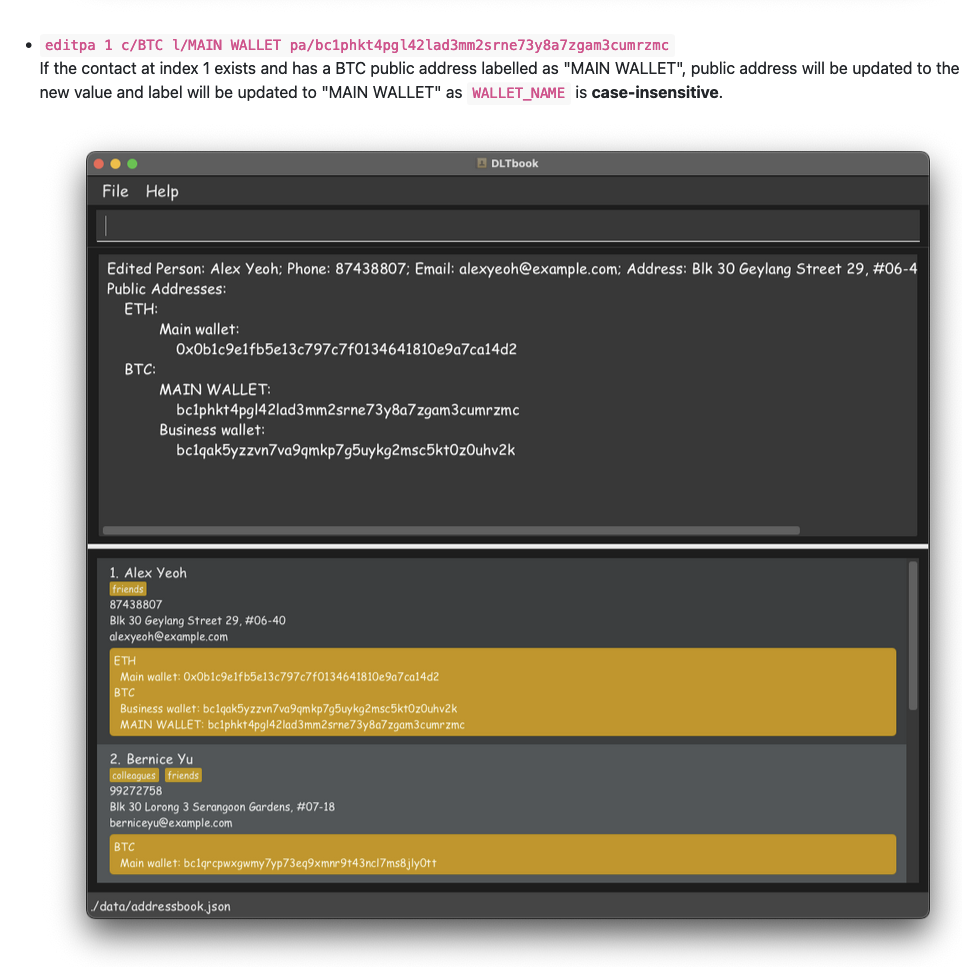 editpa 1 c/BTC l/MAIN WALLET pa/bc1phkt4pgl42lad3mm2srne73y8a7zgam3cumrzmc
If the contact at index 1 exists and has a BTC public address labelled as "MAIN WALLET", public address will be updated to the
new value and label will be updated to "MAIN WALLET" as WALLET_NAME is case-insensitive.
DLTbook
File Help
Edited Person: Alex Yeoh; Phone: 87438807; Email: alexyeoh@example.com; Address: Blk 30 Geylang Street 29, #06-4
Public Addresses:
ETH:
Main wallet:
0x0b1c9e1fb5e13c797c7f0134641810e9a7ca14d2
BTC:
MAIN WALLET:
bc1phkt4pgl42lad3mm2srne73y8a7zgam3cumrzmc
Business wallet:
bc1qak5yzzvn7va9qmkp7g5uykg2msc5kt0z0uhv2k
1. Alex Yeoh
friends
87438807
Blk 30 Geylang Street 29, #06-40
alexyeoh@example.com
ETH
Main wallet: 0x0b1c9e1fb5e13c797c7f0134641810e9a7ca14d2
BTC
Business wallet: bc1qak5yzzvn7va9qmkp7g5uykg2msc5kt0z0uhv2k
MAIN WALLET: bc1phkt4pgl42lad3mm2srne73y8a7zgam3cumrzmc
2. Bernice Yu
colleagues friends
99272758
Blk 30 Lorong 3 Serangoon Gardens, #07-18
berniceyu@example.com
BTC
Main wallet: bc1qrcpwxgwmy7yp73eq9xmnr9t43ncl7ms8jly0tt
./data/addressbook.json